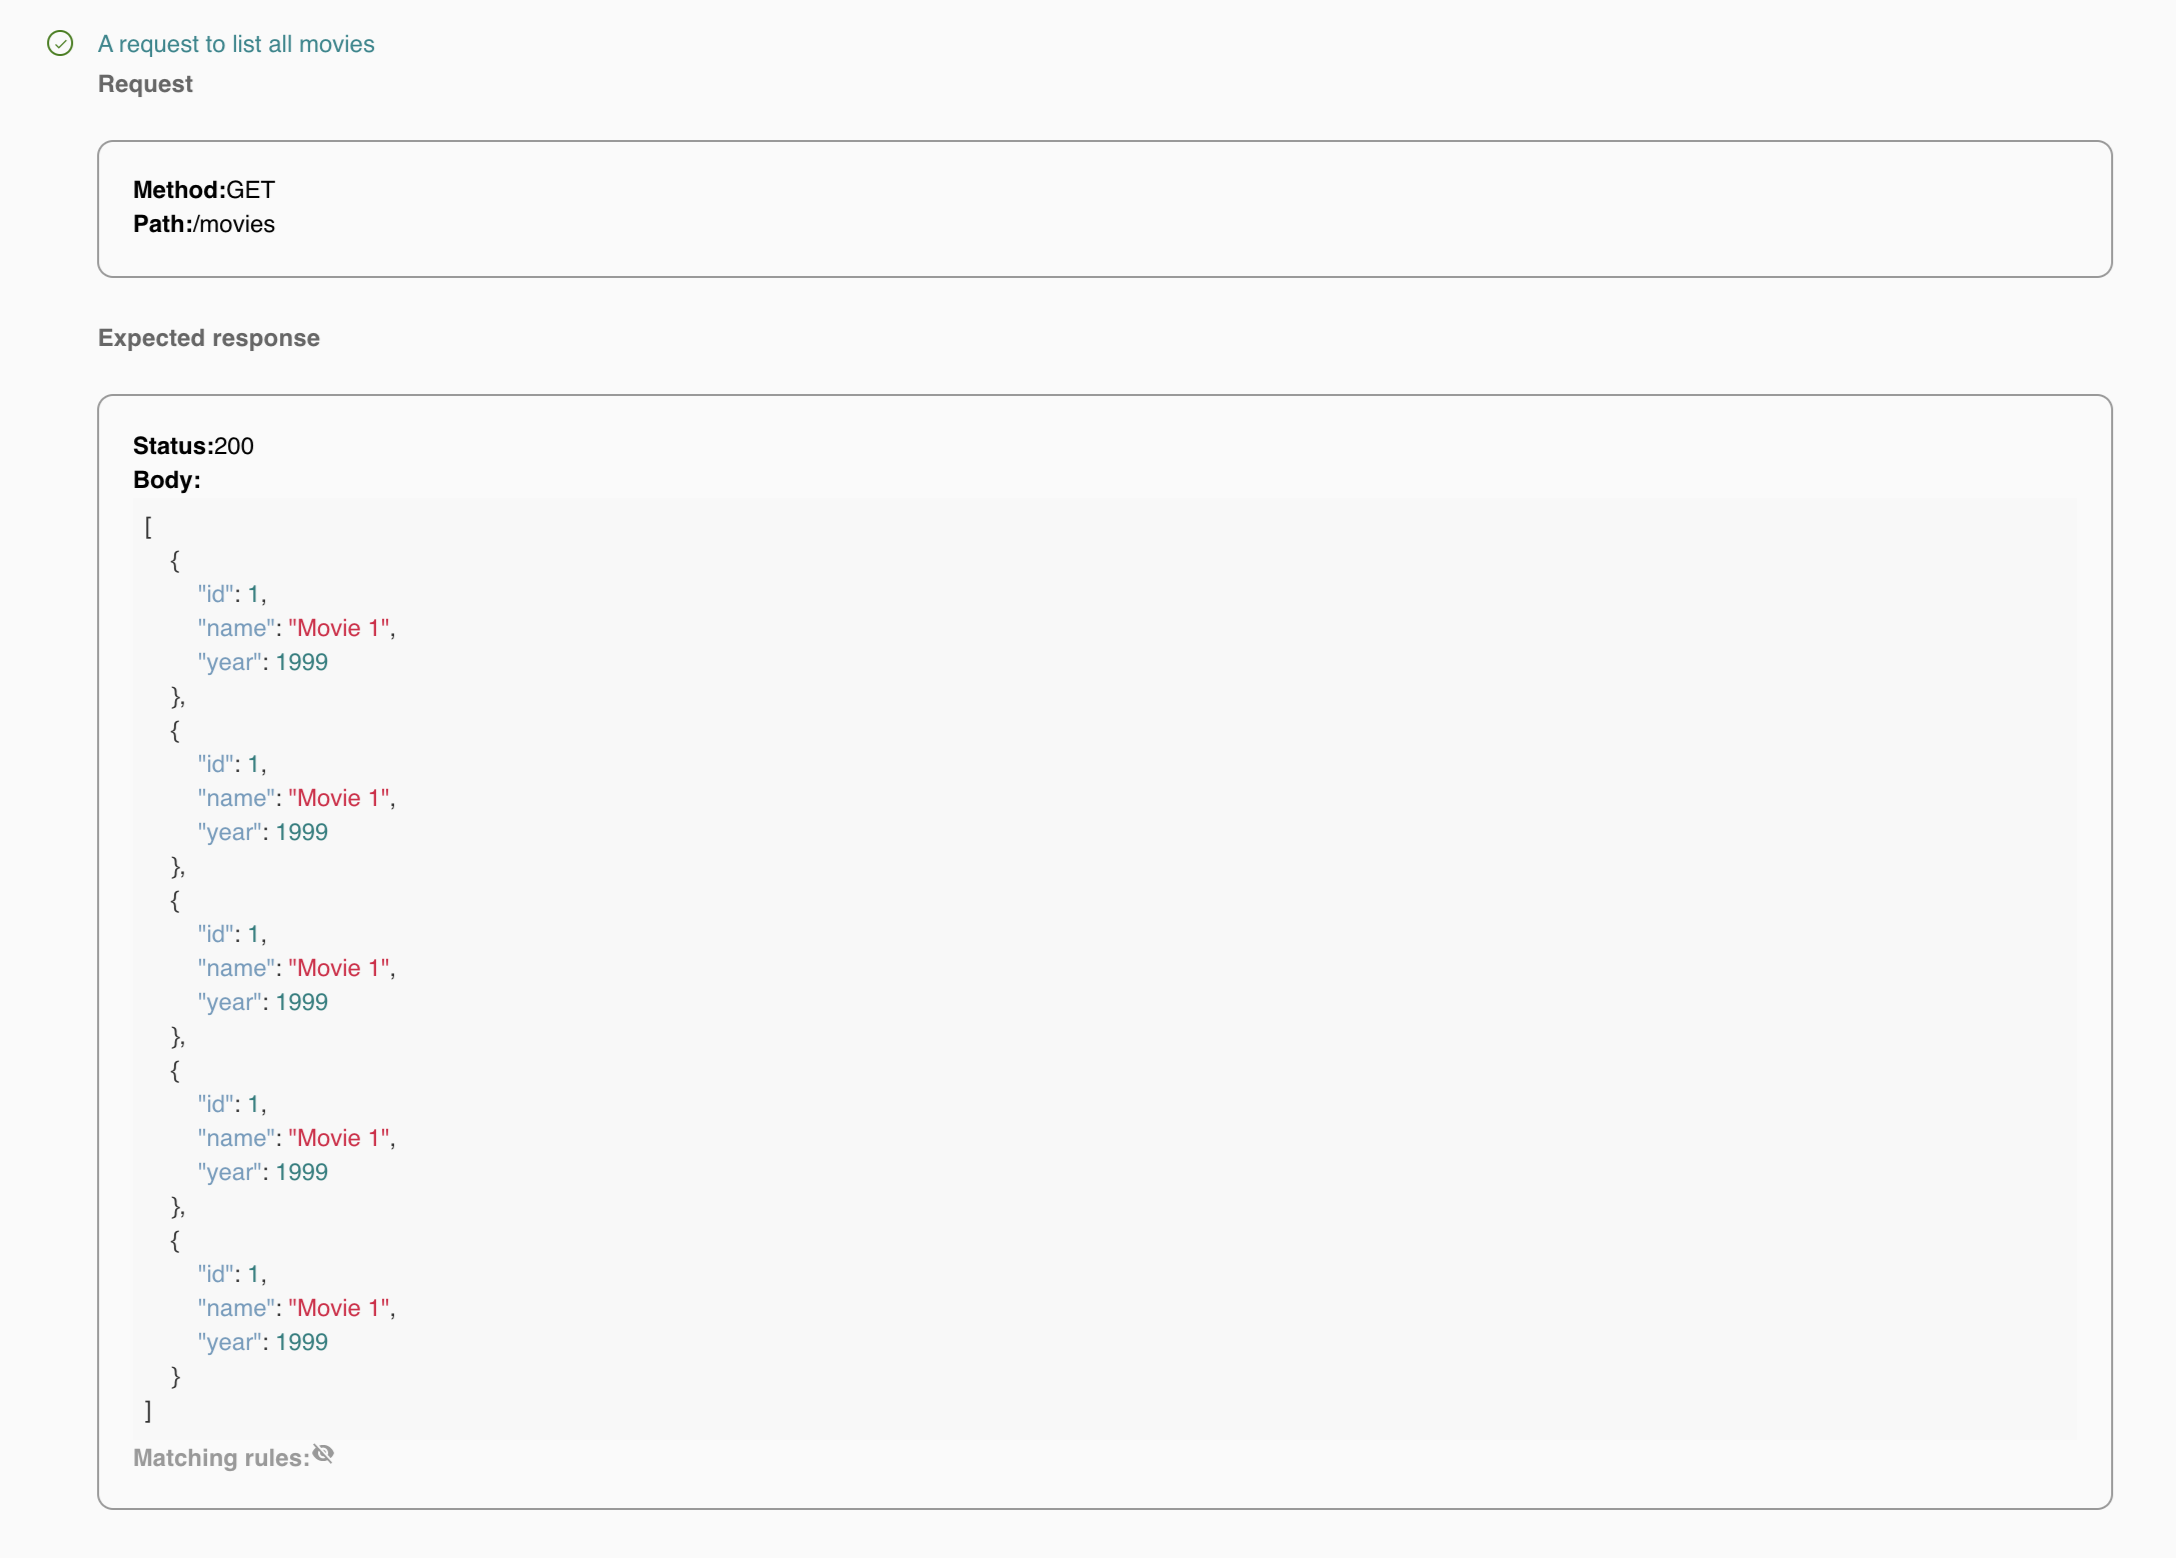 A request to list all movies
Request
Method:GET
Path:/movies
Expected response
Status:200
Body:
[
{
"id": 1,
"name": "Movie 1",
"year": 1999
},
{
"id": 1,
"name": "Movie 1",
"year": 1999
},
{
"id": 1,
"name": "Movie 1",
"year": 1999
},
{
"id": 1,
"name": "Movie 1",
"year": 1999
},
{
"id": 1,
"name": "Movie 1",
"year": 1999
}
]
Matching rules: